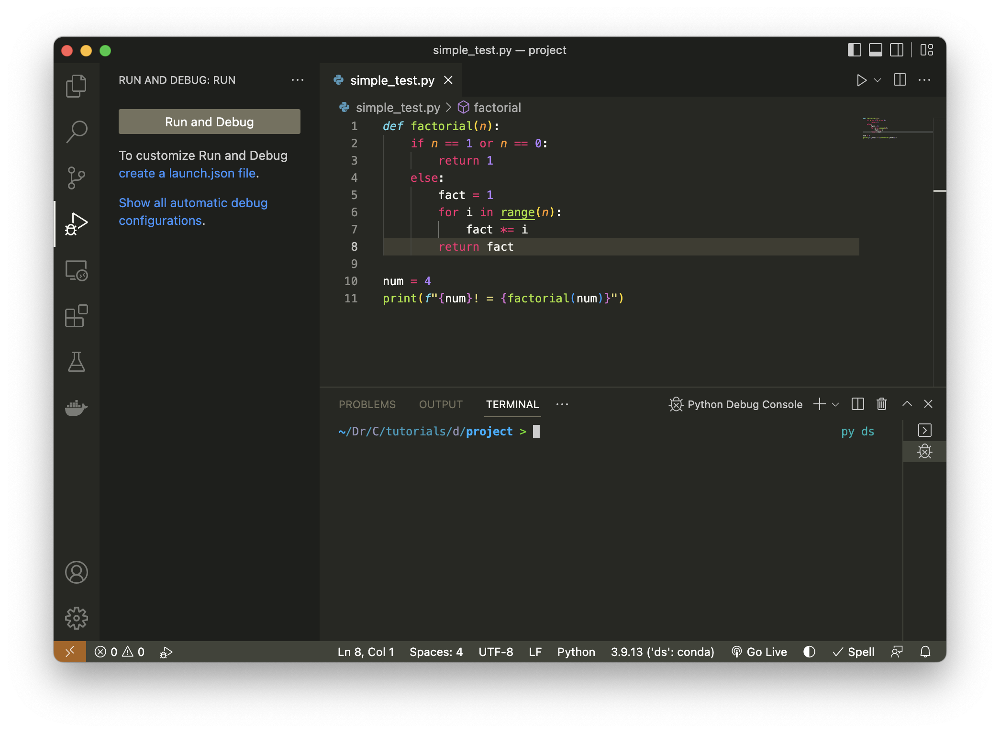 simple_test.py — project
RUN AND DEBUG: RUN
Run and Debug
To customize Run and Debug
create a launch.json file.
Show all automatic debug
configurations.
simple_test.py
simple_test.py > factorial
1 def factorial(n):
2     if n == 1 or n == 0:
3         return 1
4     else:
5         fact = 1
6         for i in range(n):
7             fact *= i
8         return fact
9
10 num = 4
11 print(f"{num}! = {factorial(num)}")
PROBLEMS OUTPUT TERMINAL ··· Python Debug Console
~/Dr/C/tutorials/d/project > py ds
0 0 Ln 8, Col 1 Spaces: 4 UTF-8 LF Python 3.9.13 ('ds': conda) Go Live Spell